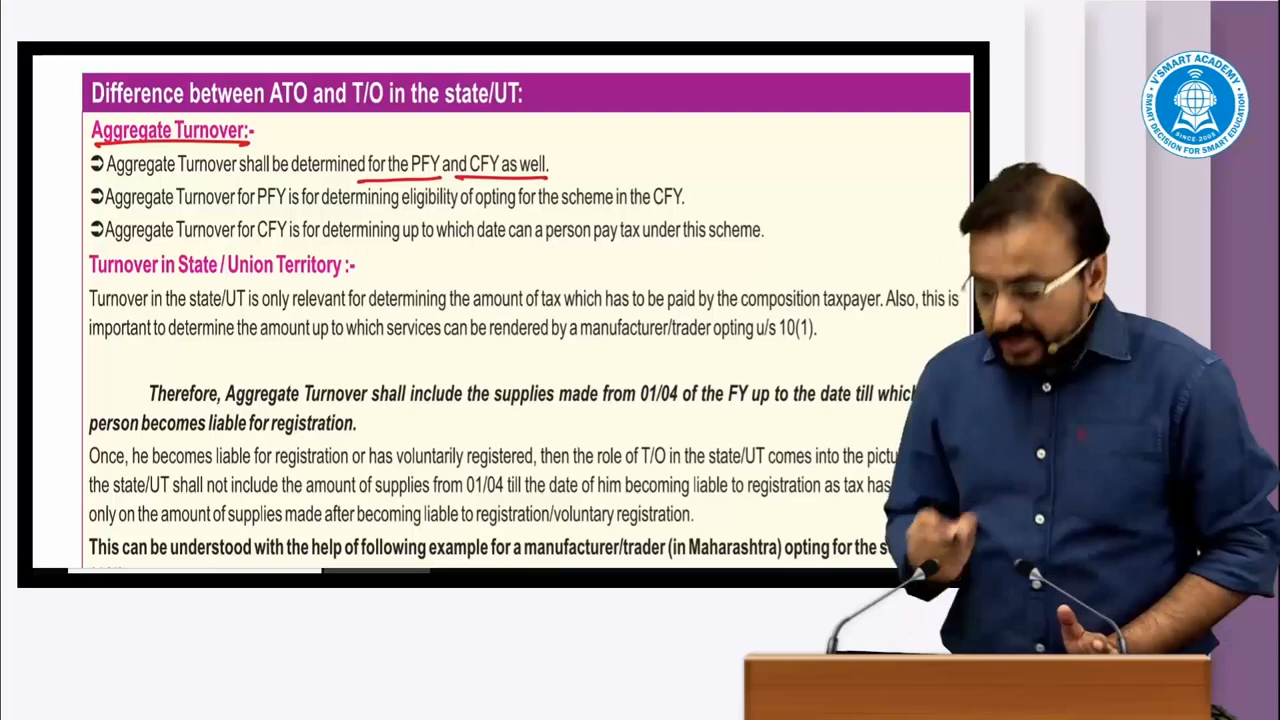 Difference between ATO and T/O in the state/UT:
Aggregate Turnover:-
➲ Aggregate Turnover shall be determined for the PFY and CFY as well.
➲Aggregate Turnover for PFY is for determining eligibility of opting for the scheme in the CFY.
➲Aggregate Turnover for CFY is for determining up to which date can a person pay tax under this scheme.
Turnover in State / Union Territory :-
Turnover in the state/UT is only relevant for determining the amount of tax which has to be paid by the composition taxpayer. Also, this is
important to determine the amount up to which services can be rendered by a manufacturer/trader opting u/s 10(1).
Therefore, Aggregate Turnover shall include the supplies made from 01/04 of the FY up to the date till
person becomes liable for registration.
Once, he becomes liable for registration or has voluntarily registered, then the role of T/O in the state/UT comes into the
the state/UT shall not include the amount of supplies from 01/04 till the date of him becoming liable to registration as tax has
only on the amount of supplies made after becoming liable to registration/voluntary registration.
This can be understood with the help of following example for a manufacturer/trader (in Maharashtra) opting for the
V'SMART ACADEMY
SINCE-2005
SMART DECISION FOR SMART EDUCATION